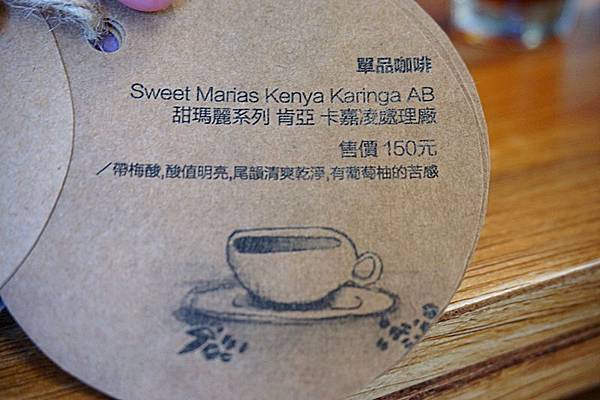 單品咖啡
Sweet Marias Kenya Karinga AB
甜瑪麗系列 肯亞 卡嘉凌處理廠
售價 150元
／帶梅酸,酸值明亮,尾韻清爽乾淨,有葡萄柚的苦感